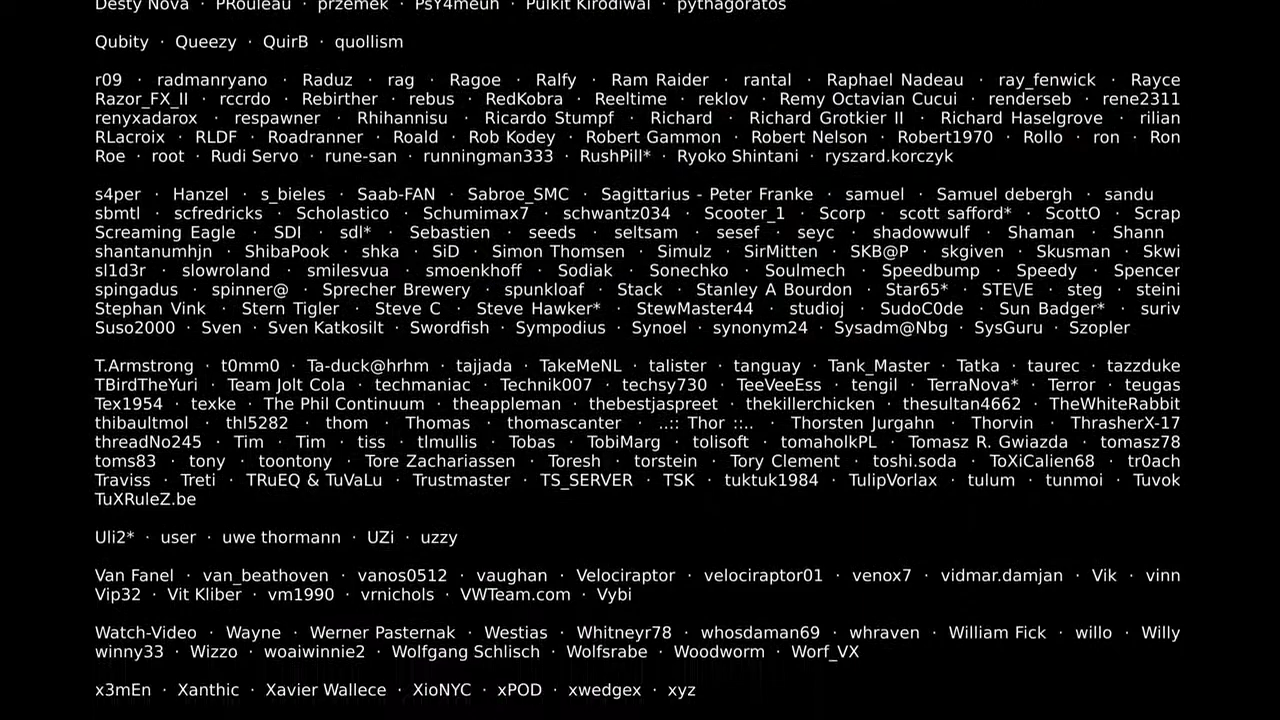 Desty Nova · PRouleau · przemek · PsY4meuh · Pulkit Kirodiwal · pythagoratos
Qubity · Queezy · QuirB · quollism
r09 · radmanryano · Raduz · rag · Ragoe · Ralfy · Ram Raider · rantal · Raphael Nadeau · ray_fenwick · Rayce
Razor_FX_II · rccrdo · Rebirther · rebus · RedKobra · Reeltime · reklov · Remy Octavian Cucui · renderseb · rene2311
renyxadarox · respawner · Rhihannisu · Ricardo Stumpf · Richard · Richard Grotkier II · Richard Haselgrove · rilian
RLacroix · RLDF · Roadranner · Roald · Rob Kodey · Robert Gammon · Robert Nelson · Robert1970 · Rollo · ron · Ron
Roe · root · Rudi Servo · rune-san · runningman333 · RushPill* · Ryoko Shintani · ryszard.korczyk
s4per · Hanzel · s_bieles · Saab-FAN · Sabroe_SMC · Sagittarius - Peter Franke · samuel · Samuel debergh · sandu
sbmtl · scfredricks · Scholastico · Schumimax7 · schwantz034 · Scooter_1 · Scorp · scott safford* · ScottO · Scrap
Screaming Eagle · SDI · sdl* · Sebastien · seeds · seltsam · sesef · seyc · shadowwulf · Shaman · Shann
shantanumhjn · ShibaPook · shka · SiD · Simon Thomsen · Simulz · SirMitten · SKB@P · skgiven · Skusman · Skwi
sl1d3r · slowroland · smilesvua · smoenkhoff · Sodiak · Sonechko · Soulmech · Speedbump · Speedy · Spencer
spingadus · spinner@ · Sprecher Brewery · spunkloaf · Stack · Stanley A Bourdon · Star65* · STE\/E · steg · steini
Stephan Vink · Stern Tigler · Steve C · Steve Hawker* · StewMaster44 · studioj · SudoC0de · Sun Badger* · suriv
Suso2000 · Sven · Sven Katkosilt · Swordfish · Sympodius · Synoel · synonym24 · Sysadm@Nbg · SysGuru · Szopler
T.Armstrong · t0mm0 · Ta-duck@hrhm · tajjada · TakeMeNL · talister · tanguay · Tank_Master · Tatka · taurec · tazzduke
TBirdTheYuri · Team Jolt Cola · techmaniac · Technik007 · techsy730 · TeeVeeEss · tengil · TerraNova* · Terror · teugas
Tex1954 · texke · The Phil Continuum · theappleman · thebestjaspreet · thekillerchicken · thesultan4662 · TheWhiteRabbit
thibaultmol · thl5282 · thom · Thomas · thomascanter · ..:: Thor ::.. · Thorsten Jurgahn · Thorvin · ThrasherX-17
threadNo245 · Tim · Tim · tiss · tlmullis · Tobas · TobiMarg · tolisoft · tomaholkPL · Tomasz R. Gwiazda · tomasz78
toms83 · tony · toontony · Tore Zachariassen · Toresh · torstein · Tory Clement · toshi.soda · ToXiCalien68 · tr0ach
Traviss · Treti · TRuEQ & TuVaLu · Trustmaster · TS_SERVER · TSK · tuktuk1984 · TulipVorlax · tulum · tunmoi · Tuvok
TuXRuleZ.be
Uli2* · user · uwe thormann · UZi · uzzy
Van Fanel · van_beathoven · vanos0512 · vaughan · Velociraptor · velociraptor01 · venox7 · vidmar.damjan · Vik · vinn
Vip32 · Vit Kliber · vm1990 · vrnichols · VWTeam.com · Vybi
Watch-Video · Wayne · Werner Pasternak · Westias · Whitneyr78 · whosdaman69 · whraven · William Fick · willo · Willy
winny33 · Wizzo · woaiwinnie2 · Wolfgang Schlisch · Wolfsrabe · Woodworm · Worf_VX
x3mEn · Xanthic · Xavier Wallece · XioNYC · xPOD · xwedgex · xyz